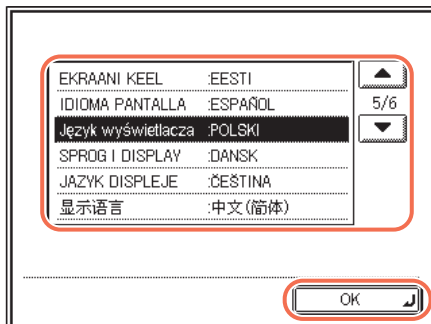 EKRAANI KEEL :EESTI
IDIOMA PANTALLA :ESPAÑOL
5/6
Język wyświetlacza :POLSKI
SPROG I DISPLAY :DANSK
JAZYK DISPLEJE :ČEŠTINA
显示语言 :中文(简体)
OK